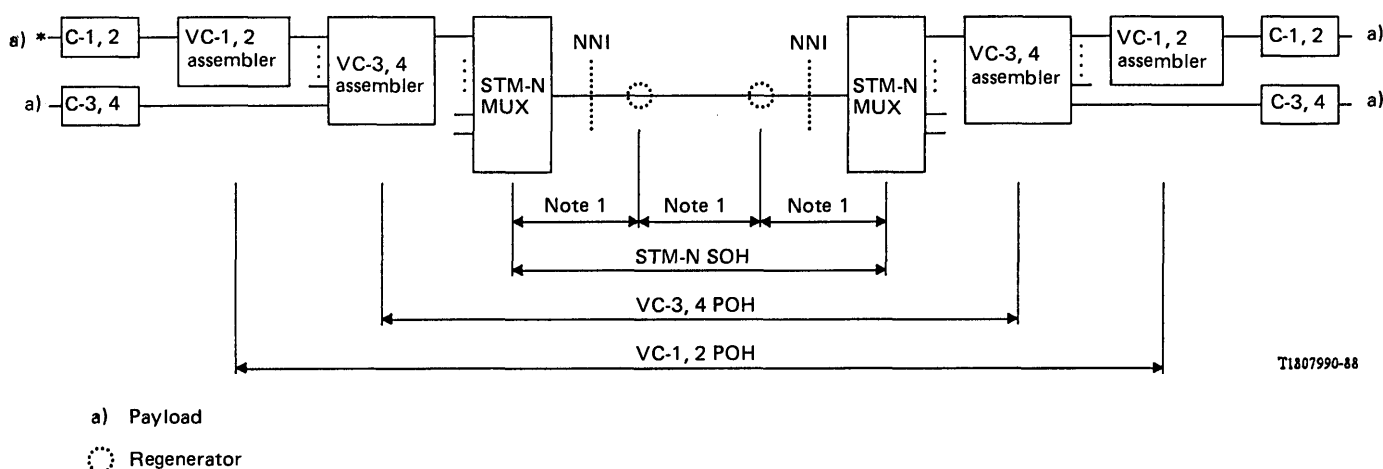 a) * C-1, 2
VC-1, 2
assembler
VC-3, 4
assembler
STM-N
MUX
NNI
NNI
STM-N
MUX
VC-3, 4
assembler
VC-1, 2
assembler
C-1, 2
a)
a)
C-3, 4
C-3, 4
a)
Note 1
Note 1
Note 1
STM-N SOH
VC-3, 4 POH
VC-1, 2 POH
T1807990-88
a) Payload
Regenerator